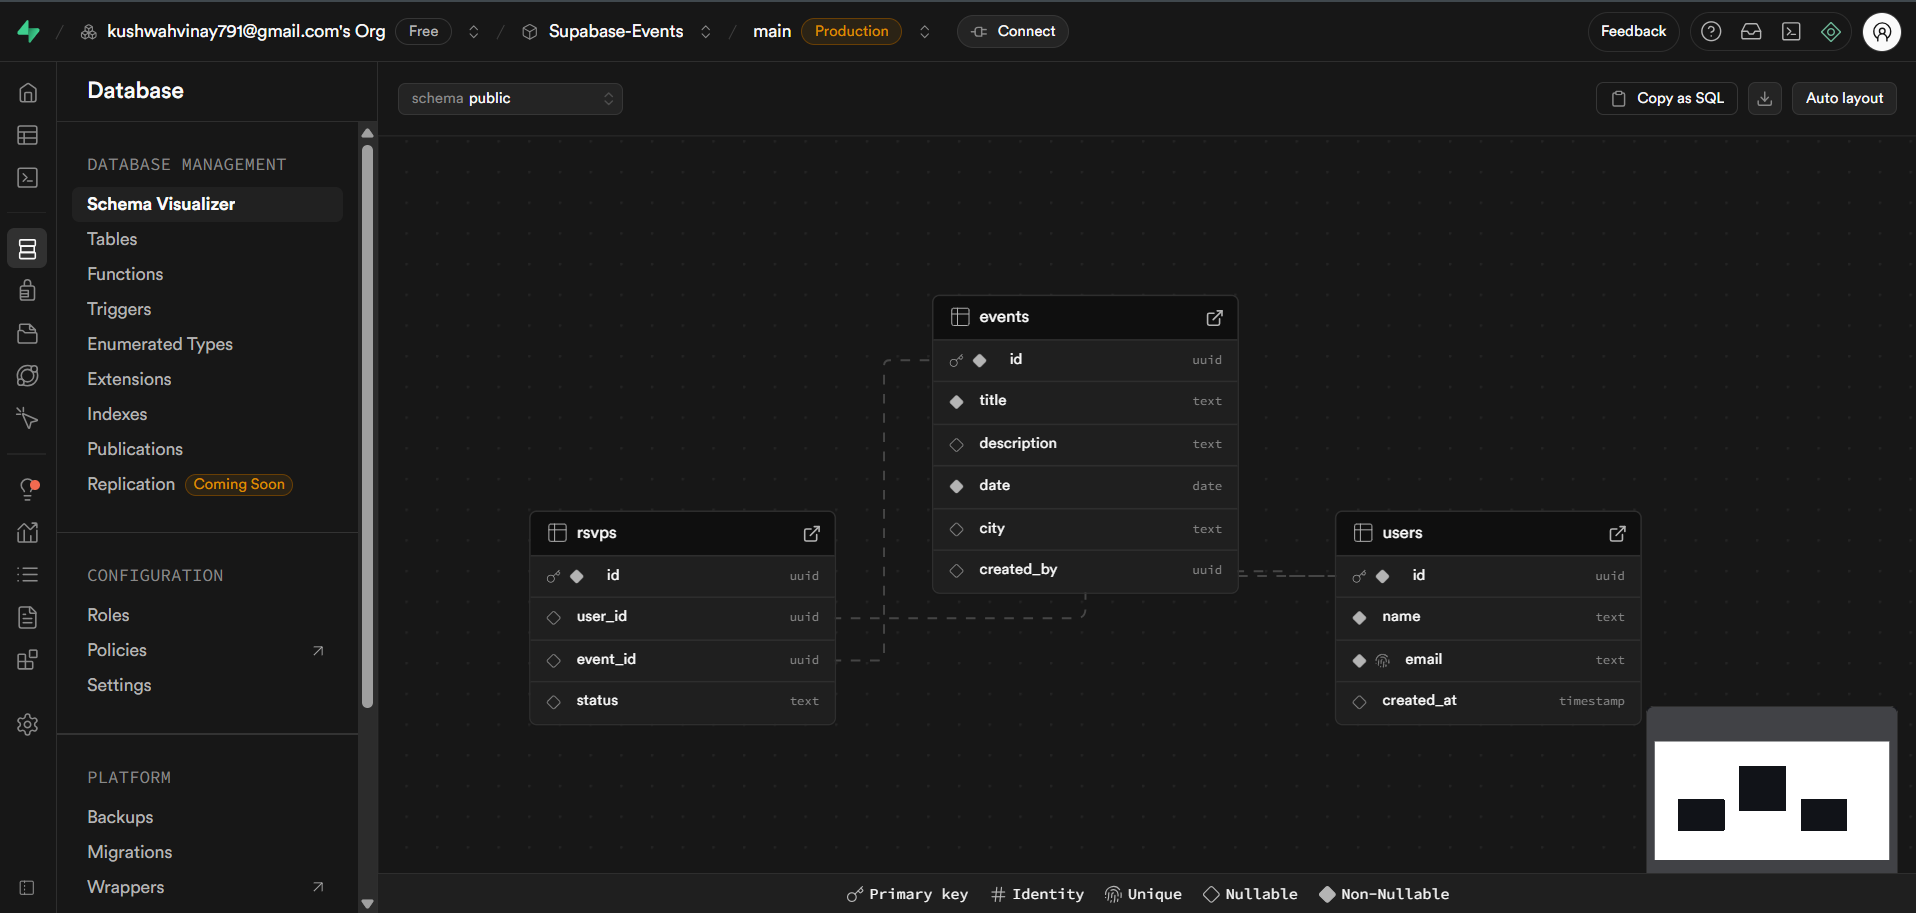 kushwahvinay791@gmail.com's Org Free Supabase-Events main Production Connect Feedback
Database
schema public Copy as SQL Auto layout
DATABASE MANAGEMENT
Schema Visualizer
Tables
Functions
Triggers
Enumerated Types
Extensions
Indexes
Publications
Replication Coming Soon
CONFIGURATION
Roles
Policies
Settings
PLATFORM
Backups
Migrations
Wrappers
events
id uuid
title text
description text
date date
city text
created_by uuid
rsvps
id uuid
user_id uuid
event_id uuid
status text
users
id uuid
name text
email text
created_at timestamp
Primary key Identity Unique Nullable Non-Nullable